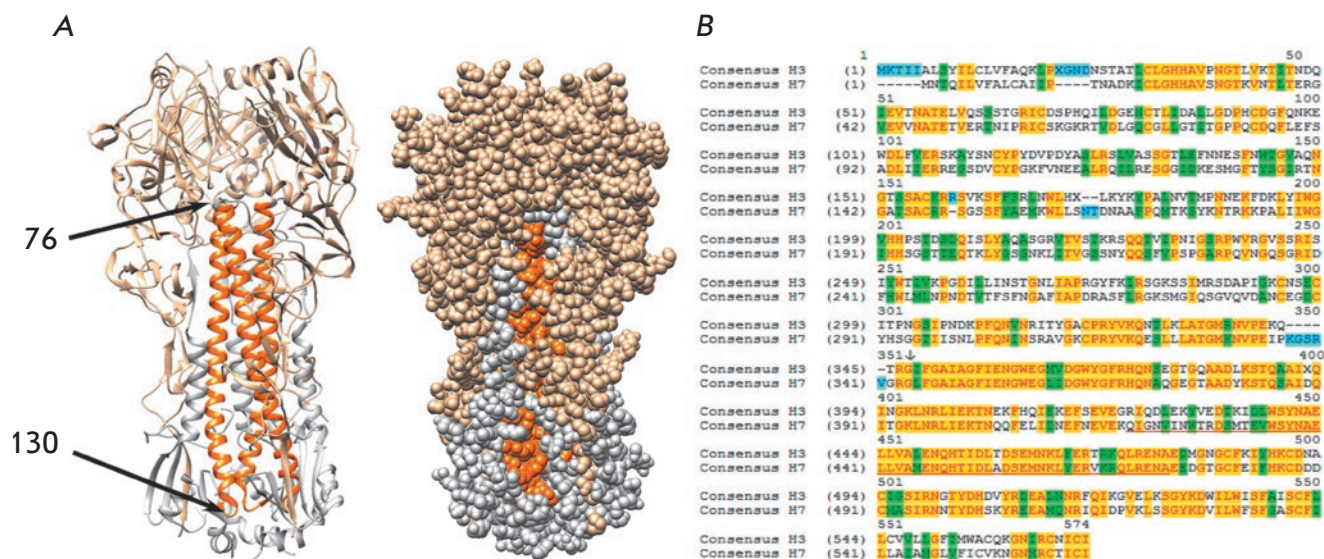 A
B
76
130
1 50
Consensus H3 (1) MKTIIALSYILCLVFAQKIPXGNDNSTATICLGHHAVPNGTLVKTITNDQ
Consensus H7 (1) -----MNTQILVFALCAIIP----TNADKICLGHHAVSNGTKVNTLTERG
51 100
Consensus H3 (51) IEVTNATELVQSSSTGRICDSPHQILDGENCTLIDALLGDPHCDGFQNKE
Consensus H7 (42) VEVVNATETVERTNIPRICSKGKRTVDLGQCGLLGTITGPPQCDQFLEFS
101 150
Consensus H3 (101) WDLFVERSKAYSNCYPYDVPDYASLRSLVASSGTLEFNNESFNWTGVAQN
Consensus H7 (92) ADLIIERREGSDVCYPGKFVNEEALRQILRESGGIDKESMGFTYSGIRTN
151 200
Consensus H3 (151) GTSSACKRRSVKSFFSRLNWLHX--LKYKYPALNVTMPNNEKFDKLYIWG
Consensus H7 (142) GATSACRR-SGSSFYAEMKWLLSNTDNAAFPQMTKSYKNTRKKPALIIWG
201 250
Consensus H3 (199) VHHPSTDSDQISLYAQASGRVTVSTKRSQQTVIPNIGSRPWVRGVSSRIS
Consensus H7 (191) IHHSGSTTEQTKLYGSGNKLITVGSSNYQQSFVPSPGARPQVNGQSGRID
251 300
Consensus H3 (249) IYWTIVKPGDILLINSTGNLIAPRGYFKIRSGKSSIMRSDAPIGKCNSEC
Consensus H7 (241) FHWLMLNPNDTVTFSFNGAFIAPDRASFLRGKSMGIQSGVQVDANCEGDC
301 350
Consensus H3 (299) ITPNGSIPNDKPFQNVNRITYGACPRYVKQNTLKLATGMRNVPEKQ----
Consensus H7 (291) YHSGGTIISNLPFQNINSRAVGKCPRYVKQESLLLATGMKNVPEIPKGSR
351 ↓ 400
Consensus H3 (345) -TRGIFGAIAGFIENGWEGMVDGWYGFRHQNSEGTGQAADLKSTQAAIXQ
Consensus H7 (341) VGRGLFGAIAGFIENGWEGLIDGWYGFRHQNAQGEGTAADYKSTQSAIDQ
401 450
Consensus H3 (394) INGKLNRLIEKTNEKFHQIEKEFSEVEGRIQDLEKYVEDTKIDLWSYNAE
Consensus H7 (391) ITGKLNRLIEKTNQQFELIDNEFNEVEKQIGNVINWTRDSMTEVWSYNAE
451 500
Consensus H3 (444) LLVALENQHTIDLTDSEMNKLFERTRKQLRENAEDMGNGCFKIYHKCDNA
Consensus H7 (441) LLVAMENQHTIDLADSEMNKLYERVRKQLRENAEEDGTGCFEIFHKCDDD
501 550
Consensus H3 (494) CIGSIRNGTYDHDVYRDEALNNRFQIKGVELKSGYKDWILWISFAISCFL
Consensus H7 (491) CMASIRNNTYDHSKYREEAMQNRIQIDPVKLSSGYKDVILWFSFGASCFI
551 574
Consensus H3 (544) LCVVLLGFIMWACQKGNIRCNICI
Consensus H7 (541) LLAIAMGLVFICVKNGNMRCTICI